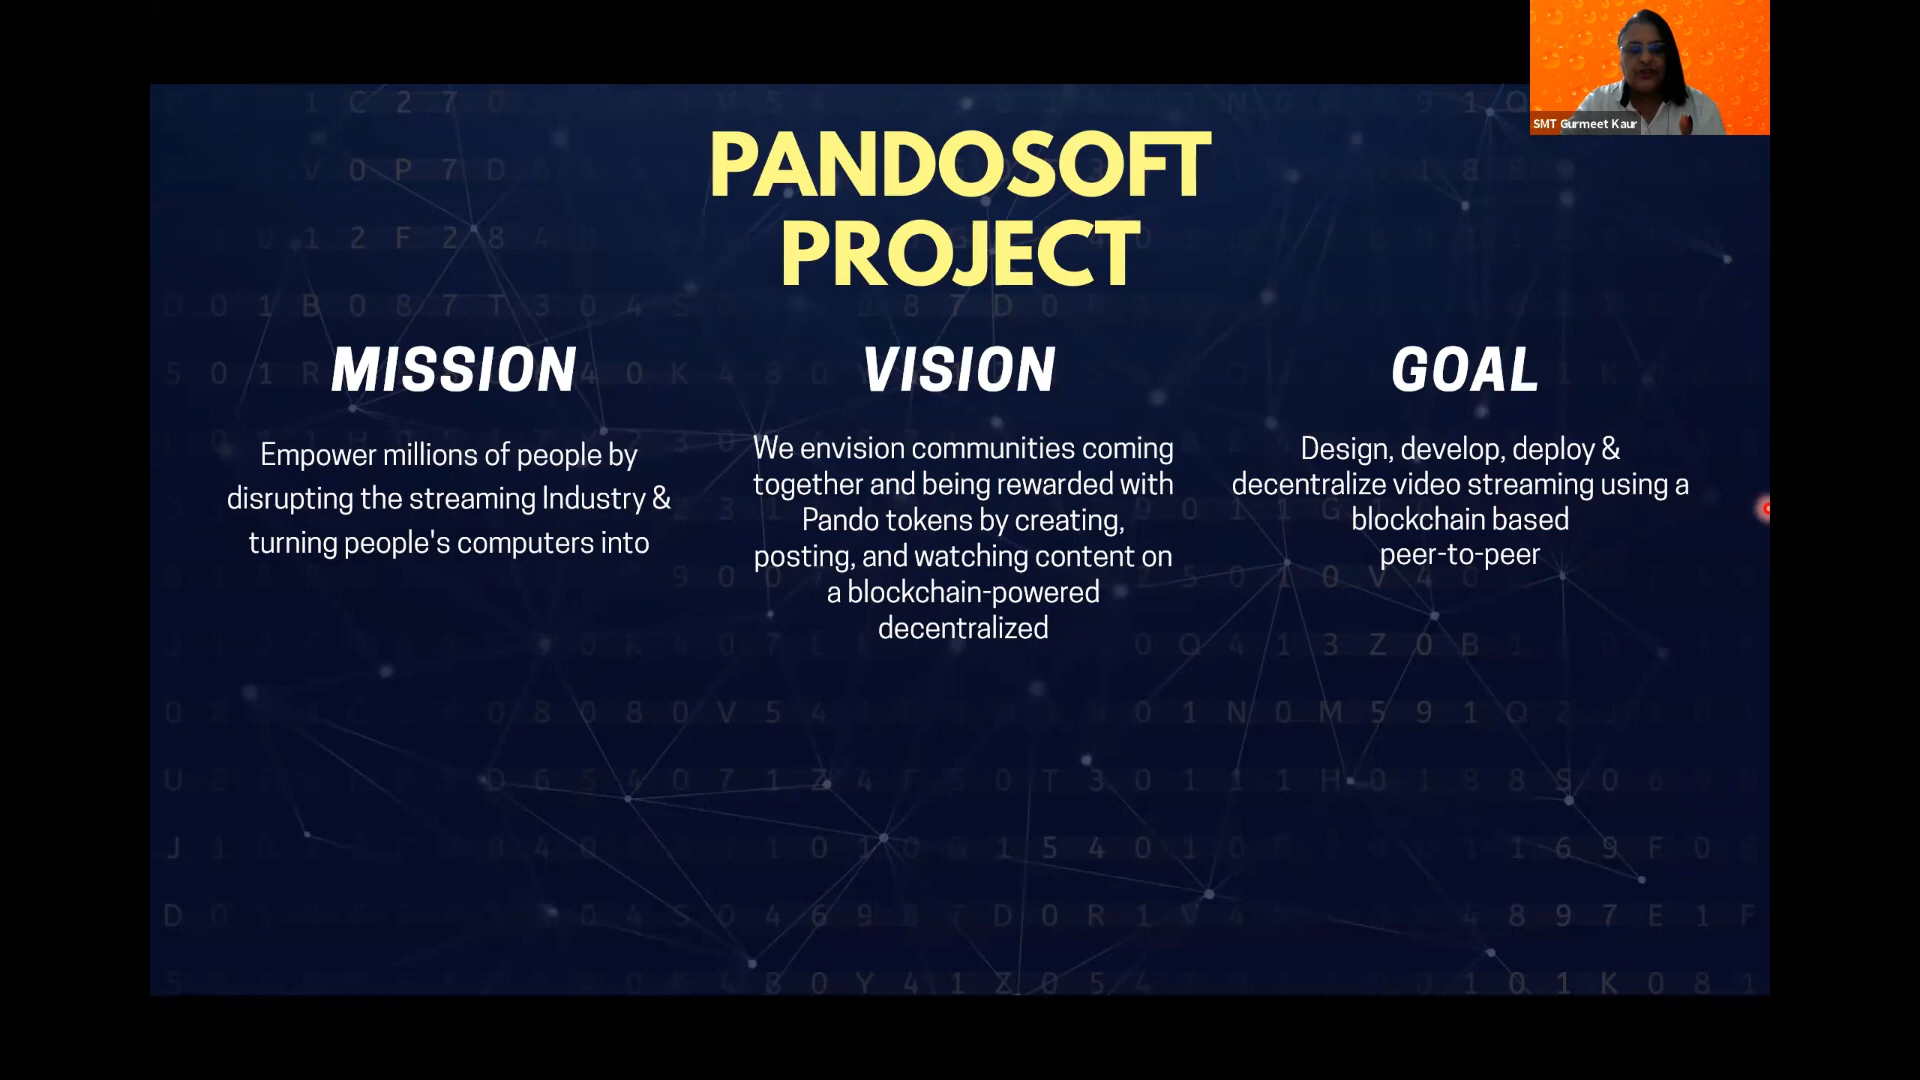 SMT Gurmeet Kaur
PANDOSOFT
PROJECT
MISSION
Empower millions of people by
disrupting the streaming Industry &
turning people's computers into
VISION
We envision communities coming
together and being rewarded with
Pando tokens by creating,
posting, and watching content on
a blockchain-powered
decentralized
GOAL
Design, develop, deploy &
decentralize video streaming using a
blockchain based
peer-to-peer